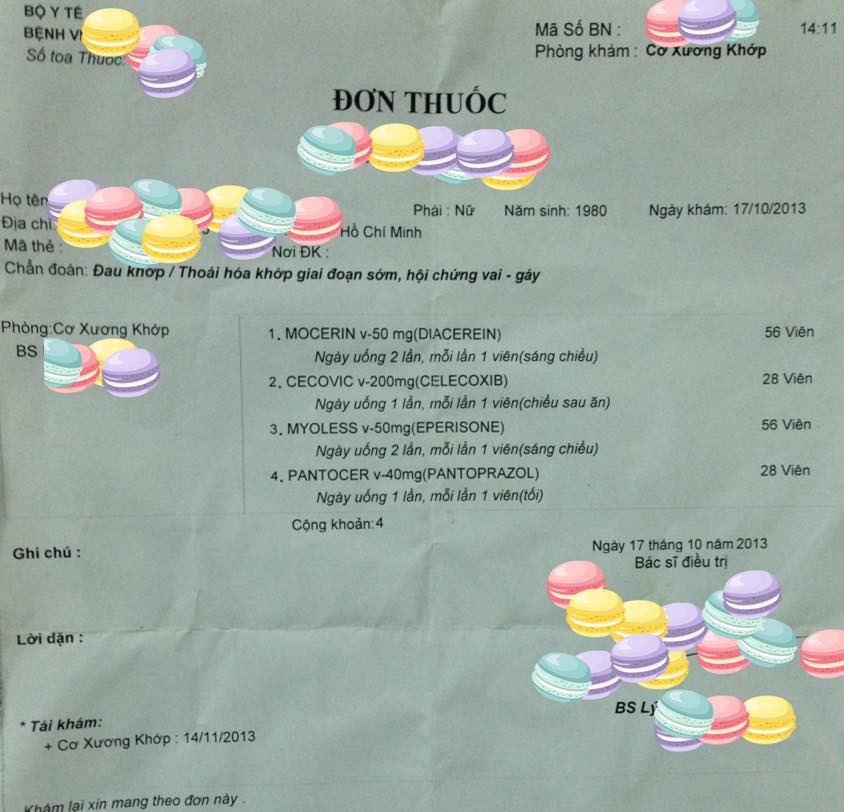 BỘ Y TẾ
BỆNH
Số toa Thuốc:
Mã Số BN : 14:11
Phòng khám : Cơ Xương Khớp
ĐƠN THUỐC
Họ tên
Phái : Nữ Năm sinh: 1980 Ngày khám: 17/10/2013
Địa chỉ Hồ Chí Minh
Mã thẻ : Nơi ĐK :
Chẩn đoán: Đau khớp / Thoái hóa khớp giai đoạn sớm, hội chứng vai - gáy
Phòng:Cơ Xương Khớp
BS
1. MOCERIN v-50 mg(DIACEREIN) 56 Viên
Ngày uống 2 lần, mỗi lần 1 viên(sáng chiều)
2. CECOVIC v-200mg(CELECOXIB) 28 Viên
Ngày uống 1 lần, mỗi lần 1 viên(chiều sau ăn)
3. MYOLESS v-50mg(EPERISONE) 56 Viên
Ngày uống 2 lần, mỗi lần 1 viên(sáng chiều)
4. PANTOCER v-40mg(PANTOPRAZOL) 28 Viên
Ngày uống 1 lần, mỗi lần 1 viên(tối)
Cộng khoản:4
Ghi chú :
Ngày 17 tháng 10 năm 2013
Bác sĩ điều trị
Lời dặn :
BS Lý
* Tái khám:
+ Cơ Xương Khớp : 14/11/2013
Khám lại xin mang theo đơn này .